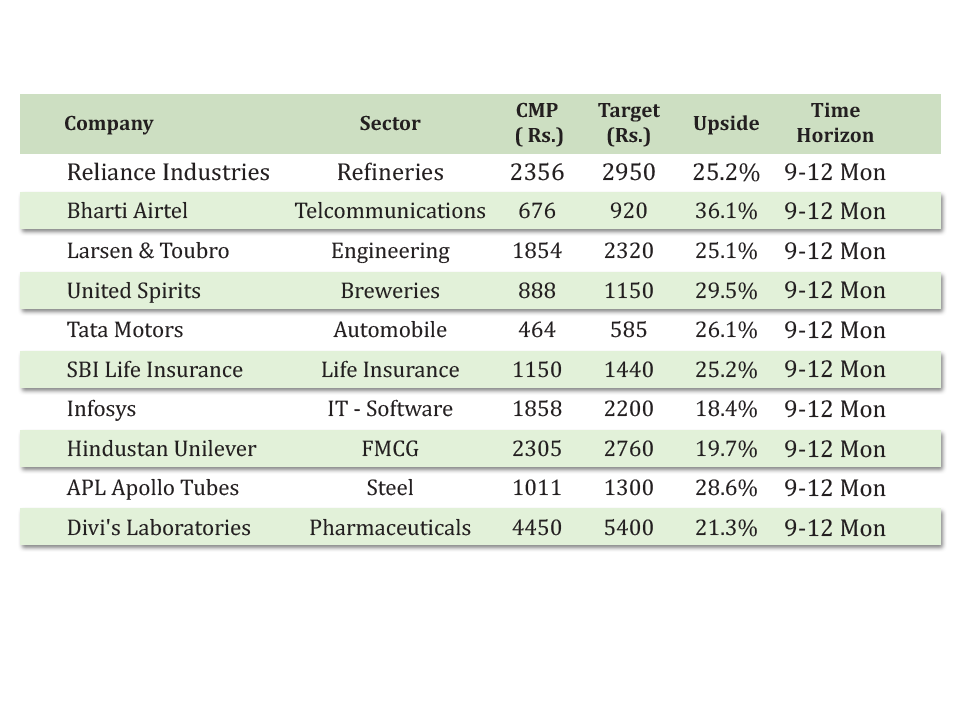 Company Sector CMP ( Rs.) Target (Rs.) Upside Time Horizon
Reliance Industries Refineries 2356 2950 25.2% 9-12 Mon
Bharti Airtel Telcommunications 676 920 36.1% 9-12 Mon
Larsen & Toubro Engineering 1854 2320 25.1% 9-12 Mon
United Spirits Breweries 888 1150 29.5% 9-12 Mon
Tata Motors Automobile 464 585 26.1% 9-12 Mon
SBI Life Insurance Life Insurance 1150 1440 25.2% 9-12 Mon
Infosys IT - Software 1858 2200 18.4% 9-12 Mon
Hindustan Unilever FMCG 2305 2760 19.7% 9-12 Mon
APL Apollo Tubes Steel 1011 1300 28.6% 9-12 Mon
Divi's Laboratories Pharmaceuticals 4450 5400 21.3% 9-12 Mon